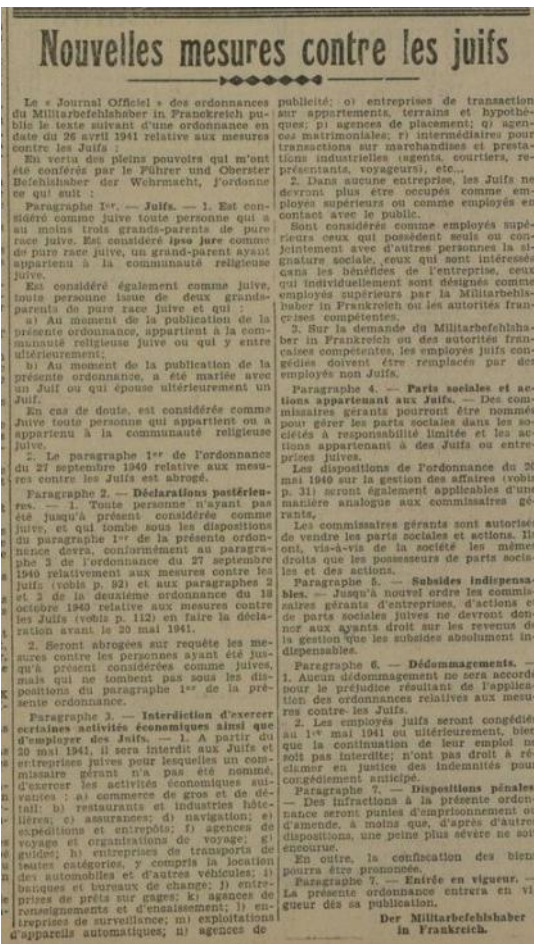 Nouvelles mesures contre les juifs
Le « Journal Officiel » des ordonnances
du Militarbefehlshaber in Franckreich pu-
blie le texte suivant d'une ordonnance en
date du 26 avril 1941 relative aux mesures
contre les Juifs :
En vertu des pleins pouvoirs qui m'ont
été conférés par le Führer und Oberster
Befehlshaber der Wehrmacht, j'ordonne
ce qui suit :
Paragraphe 1er. — Juifs. — 1. Est con-
sidéré comme juive toute personne qui a
au moins trois grands-parents de pure
race juive. Est considéré ipso jure comme
de pure race juive, un grand-parent ayant
appartenu à la communauté religieuse
juive.
Est considéré également comme juive,
toute personne issue de deux grands-
parents de pure race juive et qui :
a) Au moment de la publication de la
présente ordonnance, appartient à la com-
munauté religieuse juive ou qui y entre
ultérieurement;
b) Au moment de la publication de la
présente ordonnance, a été mariée avec
un Juif ou qui épouse ultérieurement un
Juif.
En cas de doute, est considérée comme
Juive toute personne qui appartient ou a
appartenu à la communauté religieuse
juive.
2. Le paragraphe 1er de l'ordonnance
du 27 septembre 1940 relative aux mesu-
res contre les Juifs est abrogé.
Paragraphe 2. — Déclarations postérieu-
res. — 1. Toute personne n'ayant pas
été jusqu'à présent considérée comme
juive, et qui tombe sous les dispositions
du paragraphe 1er de la présente ordon-
nance devra, conformément au paragra-
phe 3 de l'ordonnance du 27 septembre
1940 relativement aux mesures contre les
juifs (vobis p. 92) et aux paragraphes 2
et 3 de la deuxième ordonnance du 18
octobre 1940 relative aux mesures contre
les Juifs (vobis p. 112) en faire la décla-
ration avant le 20 mai 1941.
2. Seront abrogées sur requête les me-
sures contre les personnes ayant été jus-
qu'à présent considérées comme juives,
mais qui ne tombent pas sous les dis-
positions du paragraphe 1er de la pré-
sente ordonnance.
Paragraphe 3. — Interdiction d'exercer
certaines activités économiques ainsi que
d'employer des Juifs. — 1. A partir du
20 mai 1941, il sera interdit aux Juifs et
entreprises juives pour lesquelles un com-
missaire gérant n'a pas été nommé,
d'exercer les activités économiques sui-
vantes : a) commerce de gros et de dé-
tail; b) restaurants et industries hôte-
lières; c) assurances; d) navigation; e)
expéditions et entrepôts; f) agences de
voyage et organisations de voyage; g)
guides; h) entreprises de transports de
toutes catégories, y compris la location
des automobiles et d'autres véhicules; i)
banques et bureaux de change; j) entre-
prises de prêts sur gages; k) agances de
renseignements et d'encaissement; l) en-
treprises de surveillance; m) exploitations
d'appareils automatiques; n) agences de
publicité; o) entreprises de transaction
sur appartements, terrains et hypothè-
ques; p) agences de placement; q) agen-
ces matrimoniales; r) intermédiaires pour
transactions sur marchandises et presta-
tions industrielles (agents, courtiers, re-
présentants, voyageurs), etc...
2. Dans aucune entreprise, les Juifs ne
devront plus être occupés comme em-
ployés supérieurs ou comme employés en
contact avec le public.
Sont considérés comme employés supé-
rieurs ceux qui possèdent seuls ou con-
jointement avec d'autres personnes la si-
gnature sociale, ceux qui sont intéressés
dans les bénéfices de l'entreprise, ceux
qui individuellement sont désignés comme
employés supérieurs par la Militarbehls-
haber in Frankreich ou les autorités fran-
çaises compétentes.
3. Sur la demande du Militarbefehlsha-
ber in Frankreich ou des autorités fran-
çaises compétentes, les employés juifs con-
gédiés doivent être remplacés par des
employés non Juifs.
Paragraphe 4. — Parts sociales et ac-
tions appartenant aux Juifs. — Des com-
missaires gérants pourront être nommés
pour gérer les parts sociales dans les so-
ciétés à responsabilité limitée et les ac-
tions appartenant à des Juifs ou entre-
prises juives.
Les dispositions de l'ordonnance du 20
mai 1940 sur la gestion des affaires (vobis
p. 31) seront également applicables d'une
manière analogue aux commissaires gé-
rants.
Les commissaires gérants sont autorisés
de vendre les parts sociales et actions. Ils
ont, vis-à-vis de la société les mêmes
droits que les possesseurs de parts socia-
les et des actions.
Paragraphe 5. — Subsides indispensa-
bles. — Jusqu'à nouvel ordre les commis-
saires gérants d'entreprises, d'actions et
de parts sociales juives ne devront don-
ner aux ayants droit sur les revenus de
la gestion que les subsides absolument in-
dispensables.
Paragraphe 6. — Dédommagements. —
1. Aucun dédommagement ne sera accordé
pour le préjudice résultant de l'applica-
tion des ordonnances relatives aux mesu-
res contre les Juifs.
2. Les employés juifs seront congédiés
au 1er mai 1941 ou ultérieurement, bien
que la continuation de leur emploi ne
soit pas interdite; n'ont pas droit à ré-
clamer en justice des indemnités pour
congédiement anticipé.
Paragraphe 7. — Dispositions pénales
— Des infractions à la présente ordon-
nance seront punies d'emprisonnement ou
d'amende, à moins que, d'après d'autres
dispositions, une peine plus sévère ne soit
encourue.
En outre, la confiscation des biens
pourra être prononcée.
Paragraphe 7. — Entrée en vigueur. —
La présente ordonnance entrera en vi-
gueur dès sa publication.
Der Militarbefehlshaber
in Frankreich.